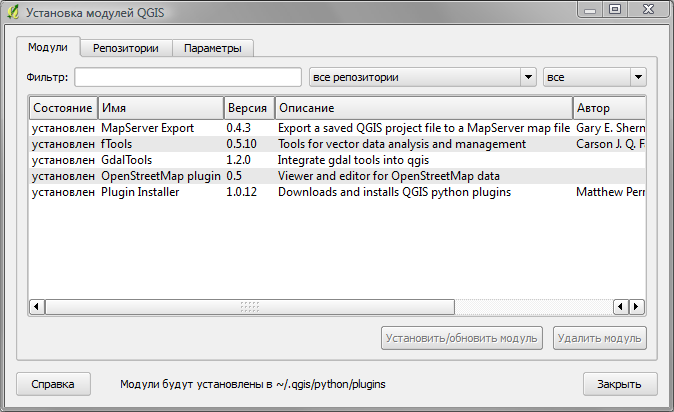 Установка модулей QGIS
Модули Репозитории Параметры
Фильтр: все репозитории все
Состояние Имя Версия Описание Автор
установлен MapServer Export 0.4.3 Export a saved QGIS project file to a MapServer map file Gary E. Sherm
установлен fTools 0.5.10 Tools for vector data analysis and management Carson J. Q. F
установлен GdalTools 1.2.0 Integrate gdal tools into qgis
установлен OpenStreetMap plugin 0.5 Viewer and editor for OpenStreetMap data
установлен Plugin Installer 1.0.12 Downloads and installs QGIS python plugins Matthew Perr
Установить/обновить модуль Удалить модуль
Справка Модули будут установлены в ~/.qgis/python/plugins Закрыть